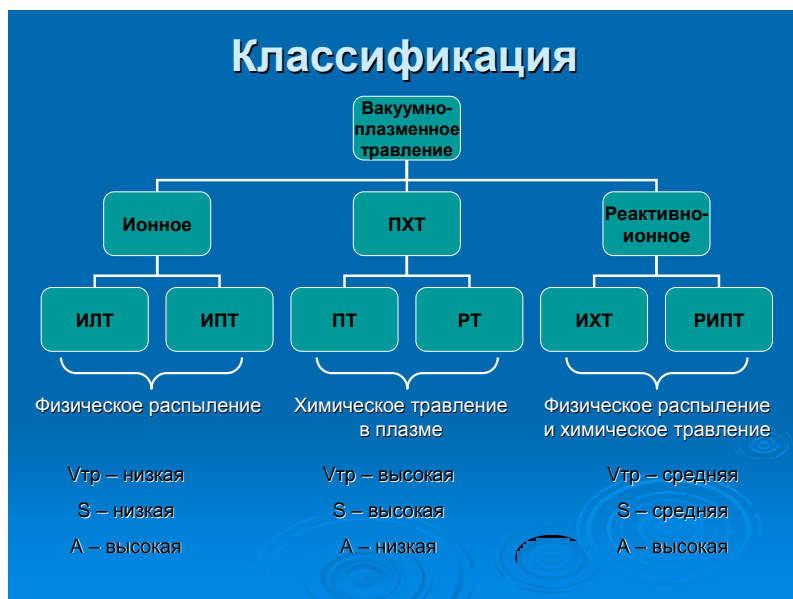 Классификация
Вакуумно-
плазменное
травление
Ионное
ПХТ
Реактивно-
ионное
ИЛТ
ИПТ
ПТ
РТ
ИХТ
РИПТ
Физическое распыление
Химическое травление
в плазме
Физическое распыление
и химическое травление
Vтр – низкая
S – низкая
A – высокая
Vтр – высокая
S – высокая
A – низкая
Vтр – средняя
S – средняя
A – высокая